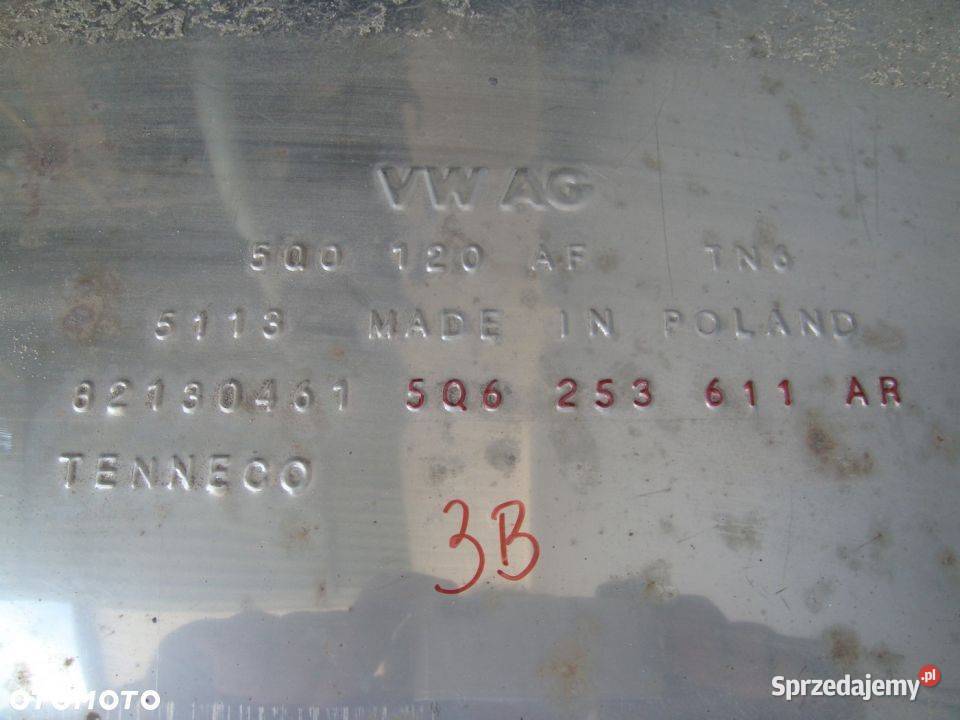 VW AG
5Q0 120 AF TN6
5113 MADE IN POLAND
82130461 5Q6 253 611 AR
TENNECO
3B
OTOMOTO
Sprzedajemy.pl